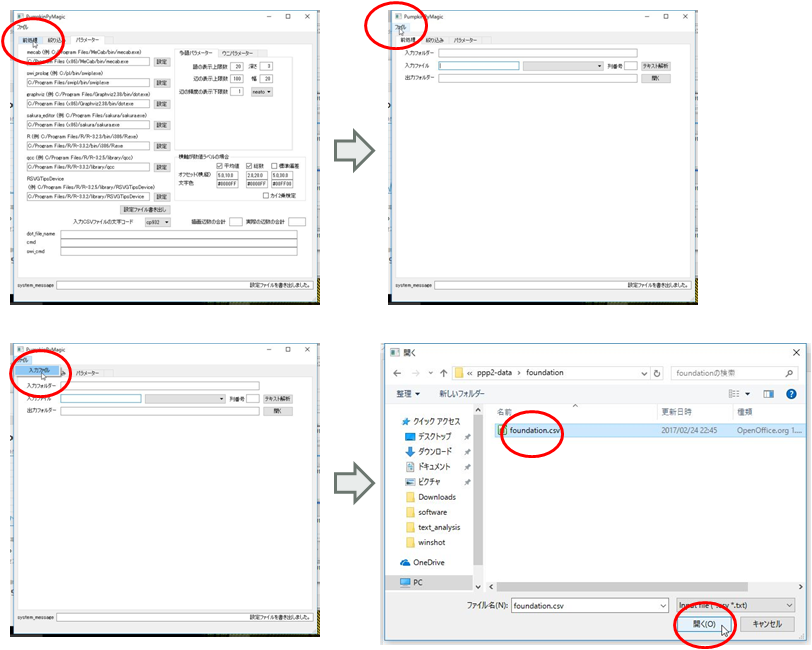 PumpkinPyMagic
ファイル
前処理 絞り込み パラメーター
mecab (例 C:/Program Files/MeCab/bin/mecab.exe)
C:/Program Files (x86)/MeCab/bin/mecab.exe 設定
swi_prolog (例 C:/pl/bin/swiplexe)
C:/Program Files/swipl/bin/swipl.exe 設定
graphviz (例 C:/Program Files/Graphviz2.38/bin/dot.exe)
C:/Program Files (x86)/Graphviz2.38/bin/dot.exe 設定
sakura_editor (例 C:/Program Files/sakura/sakura.exe)
C:/Program Files (x86)/sakura/sakura.exe 設定
R (例 C:/Program Files/R/R-3.2.3/bin/i386/R.exe)
C:/Program Files/R/R-3.3.2/bin/i386/R.exe 設定
qcc (例 C:/Program Files/R/R-3.2.5/library/qcc)
C:/Program Files/R/R-3.3.2/library/qcc 設定
RSVGTipsDevice
(例 C:/Program Files/R/R-3.2.5/library/RSVGTipsDevice)
C:/Program Files/R/R-3.3.2/library/RSVGTipsDevice 設定
設定ファイル書き出し
入力CSVファイルの文字コード cp932
共頭パラメーター ウニパラメーター
語の表示上限数 20 深さ 3
辺の表示上限数 100 幅 20
辺の頻度の表示下限数 1 neato
横軸が数値ラベルの場合
平均値 総数 標準偏差
オフセット(横,縦) 5.0,10.0 2.0,20.0 5.0,30.0
文字色 #0000FF #0000FF #00FF00
カイ2乗検定
描画辺数の合計 実際の辺数の合計
dot_file_name
cmd
swi_cmd
system_message 設定ファイルを書き出しました。
PumpkinPyMagic
ファイル
前処理 絞り込み パラメーター
入力フォルダー
入力ファイル 列番号 テキスト解析
出力フォルダー 開く
system_message 設定ファイルを書き出しました。
PumpkinPyMagic
ファイル
入力ファイル パラメーター
入力フォルダー
入力ファイル 列番号 テキスト解析
出力フォルダー 開く
system_message 設定ファイルを書き出しました。
開く
« ppp2-data › foundation foundationの検索
整理 新しいフォルダー
名前 更新日時 種類
foundation.csv 2017/02/24 22:45 OpenOffice.org 1....
クイック アクセス
デスクトップ
ダウンロード
ドキュメント
ピクチャ
Downloads
software
text_analysis
winshot
OneDrive
PC
ファイル名(N): foundation.csv Input file (*.csv *.txt)
開く(O) キャンセル